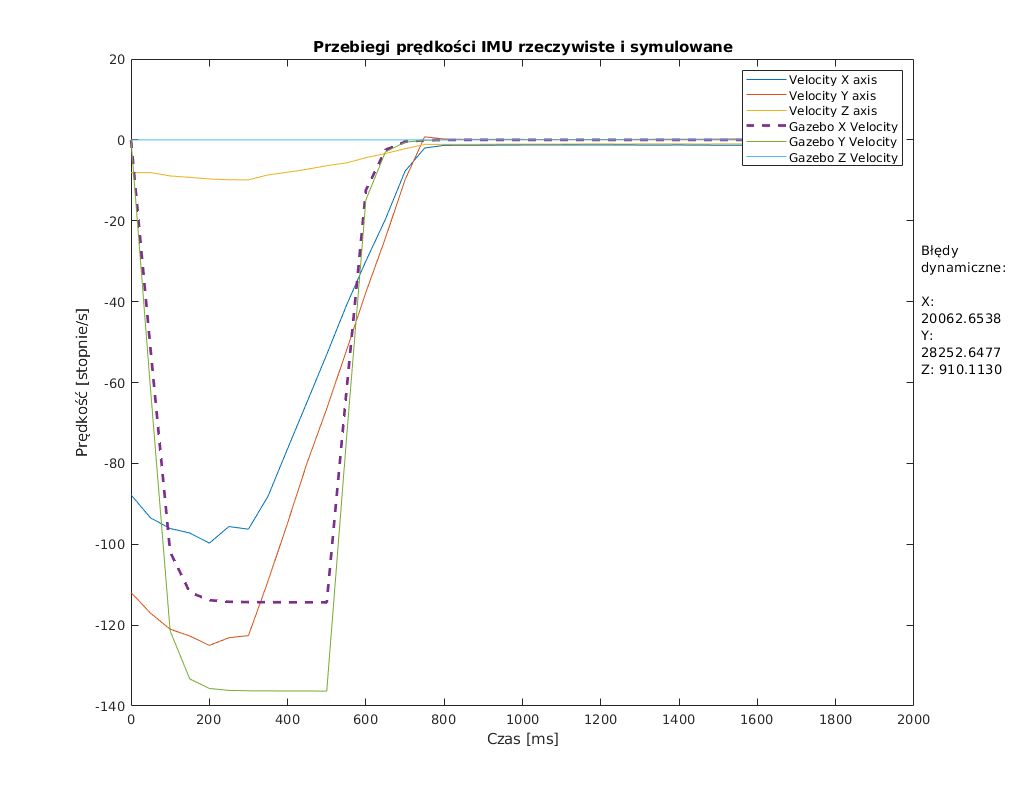 Przebiegi prędkości IMU rzeczywiste i symulowane
20
0
-20
-40
-60
-80
-100
-120
-140
Prędkość [stopnie/s]
0
200
400
600
800
1000
1200
1400
1600
1800
2000
Czas [ms]
Velocity X axis
Velocity Y axis
Velocity Z axis
Gazebo X Velocity
Gazebo Y Velocity
Gazebo Z Velocity
Błędy
dynamiczne:
X:
20062.6538
Y:
28252.6477
Z: 910.1130